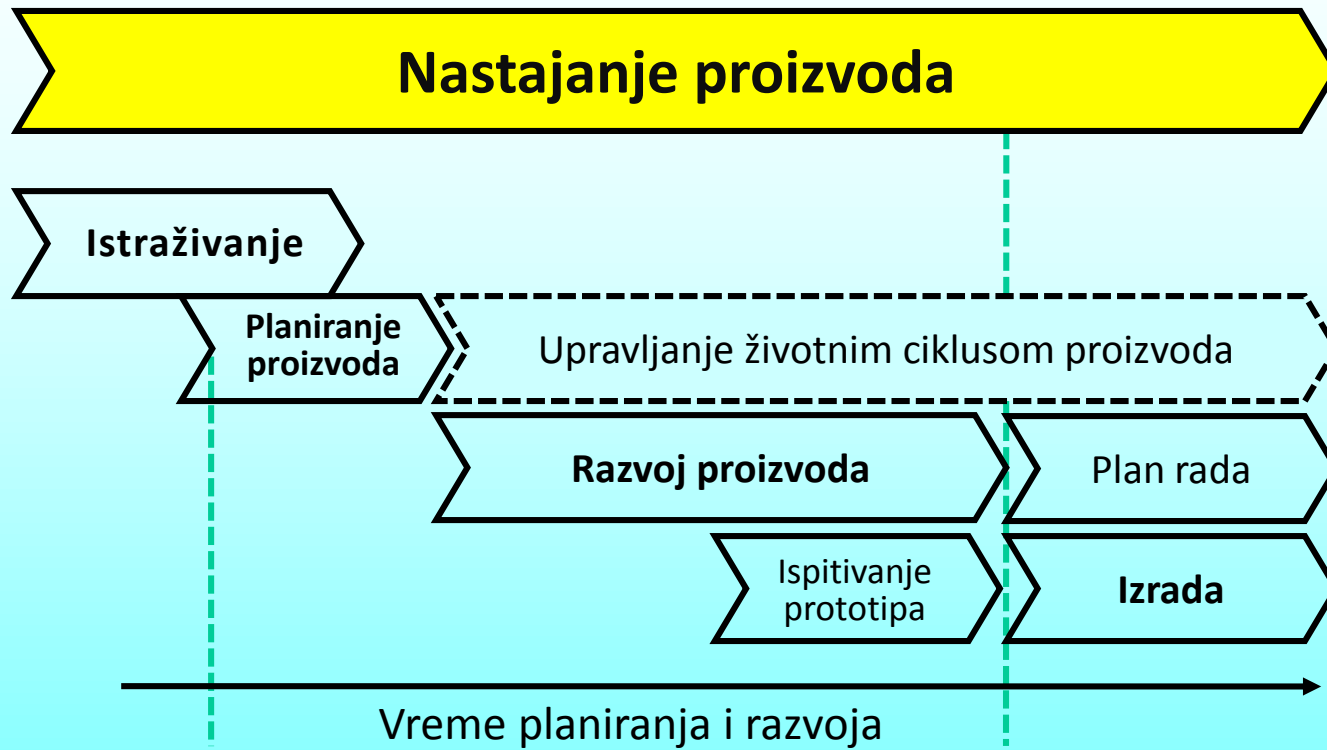 Nastajanje proizvoda
Istraživanje
Planiranje
proizvoda
Upravljanje životnim ciklusom proizvoda
Razvoj proizvoda
Plan rada
Ispitivanje
prototipa
Izrada
Vreme planiranja i razvoja